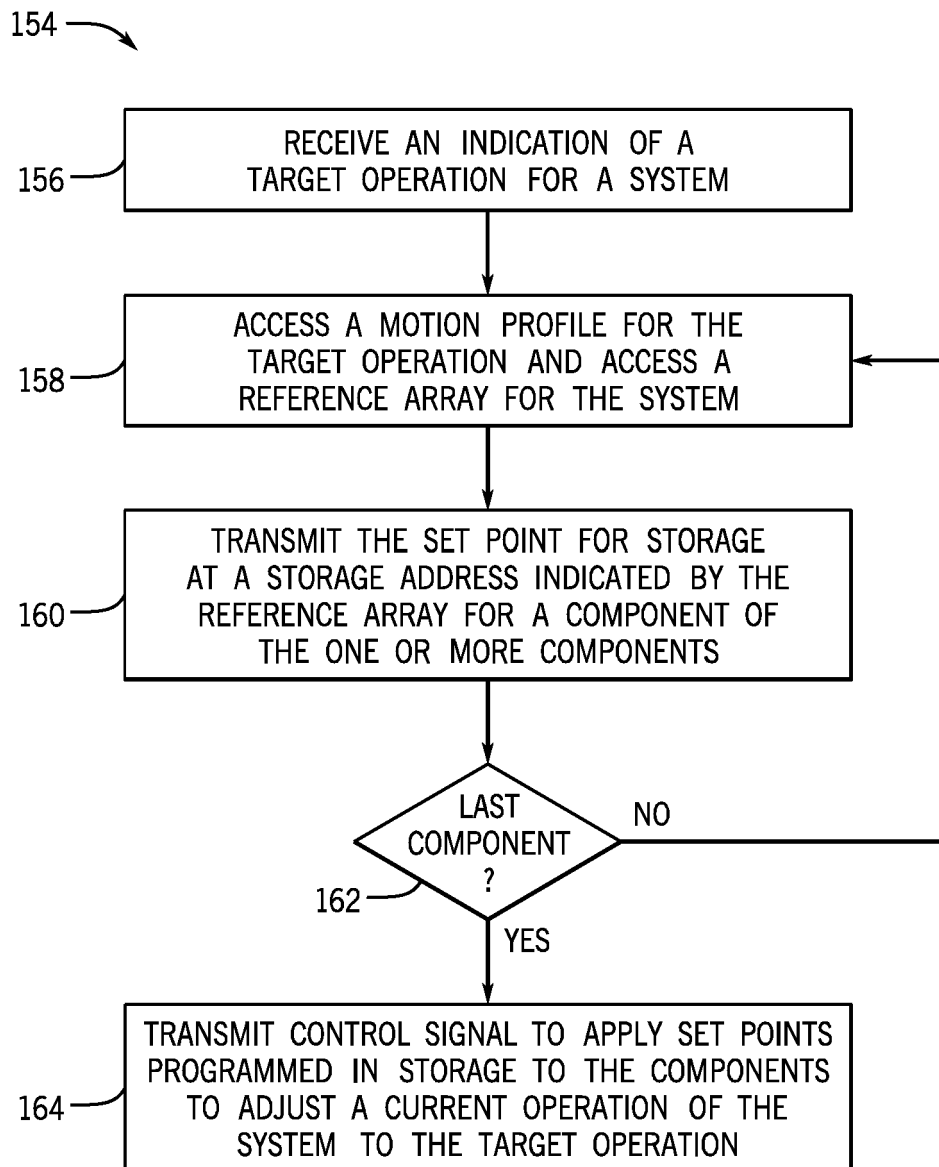 154
156
RECEIVE AN INDICATION OF A
TARGET OPERATION FOR A SYSTEM
158
ACCESS A MOTION PROFILE FOR THE
TARGET OPERATION AND ACCESS A
REFERENCE ARRAY FOR THE SYSTEM
160
TRANSMIT THE SET POINT FOR STORAGE
AT A STORAGE ADDRESS INDICATED BY THE
REFERENCE ARRAY FOR A COMPONENT OF
THE ONE OR MORE COMPONENTS
LAST
COMPONENT
?
NO
162
YES
164
TRANSMIT CONTROL SIGNAL TO APPLY SET POINTS
PROGRAMMED IN STORAGE TO THE COMPONENTS
TO ADJUST A CURRENT OPERATION OF THE
SYSTEM TO THE TARGET OPERATION